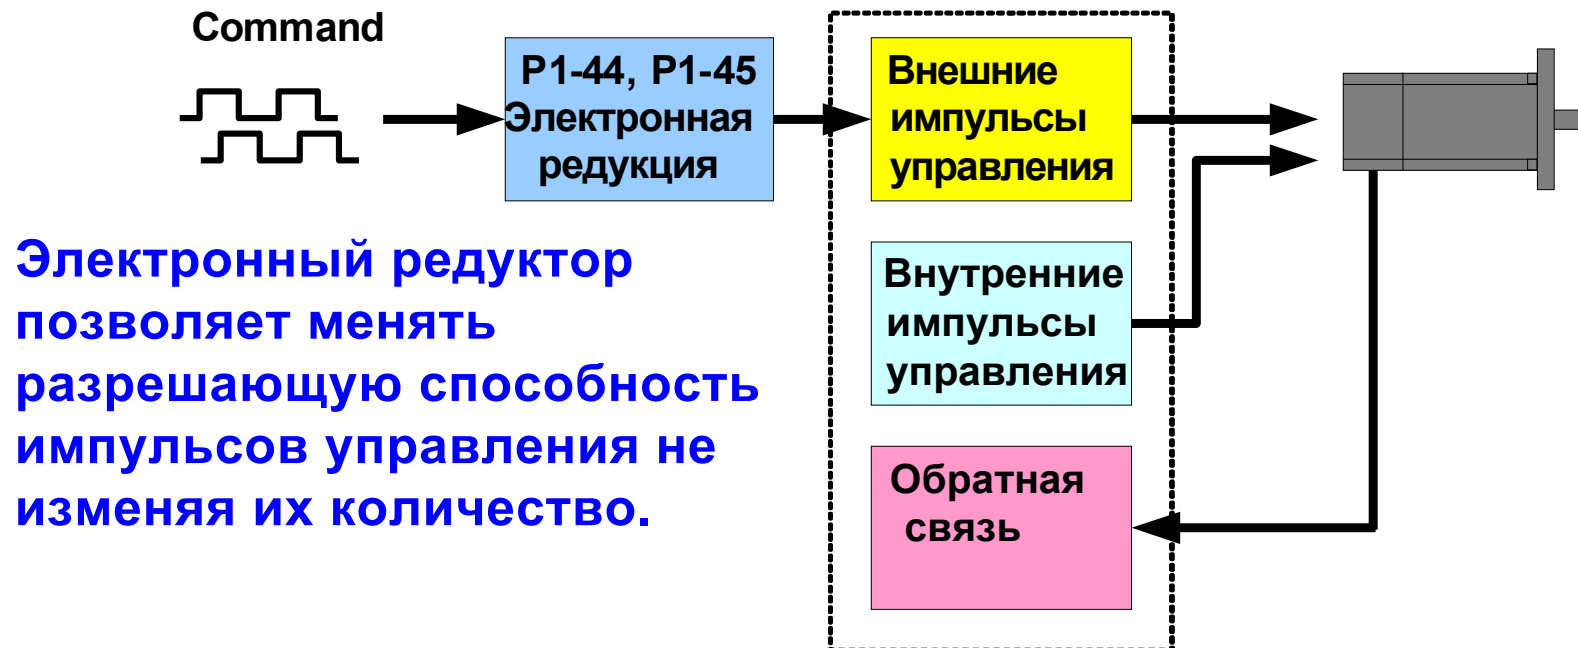 Command
P1-44, P1-45
Электронная
редукция
Внешние
импульсы
управления
Внутренние
импульсы
управления
Обратная
связь
Электронный редуктор
позволяет менять
разрешающую способность
импульсов управления не
изменяя их количество.